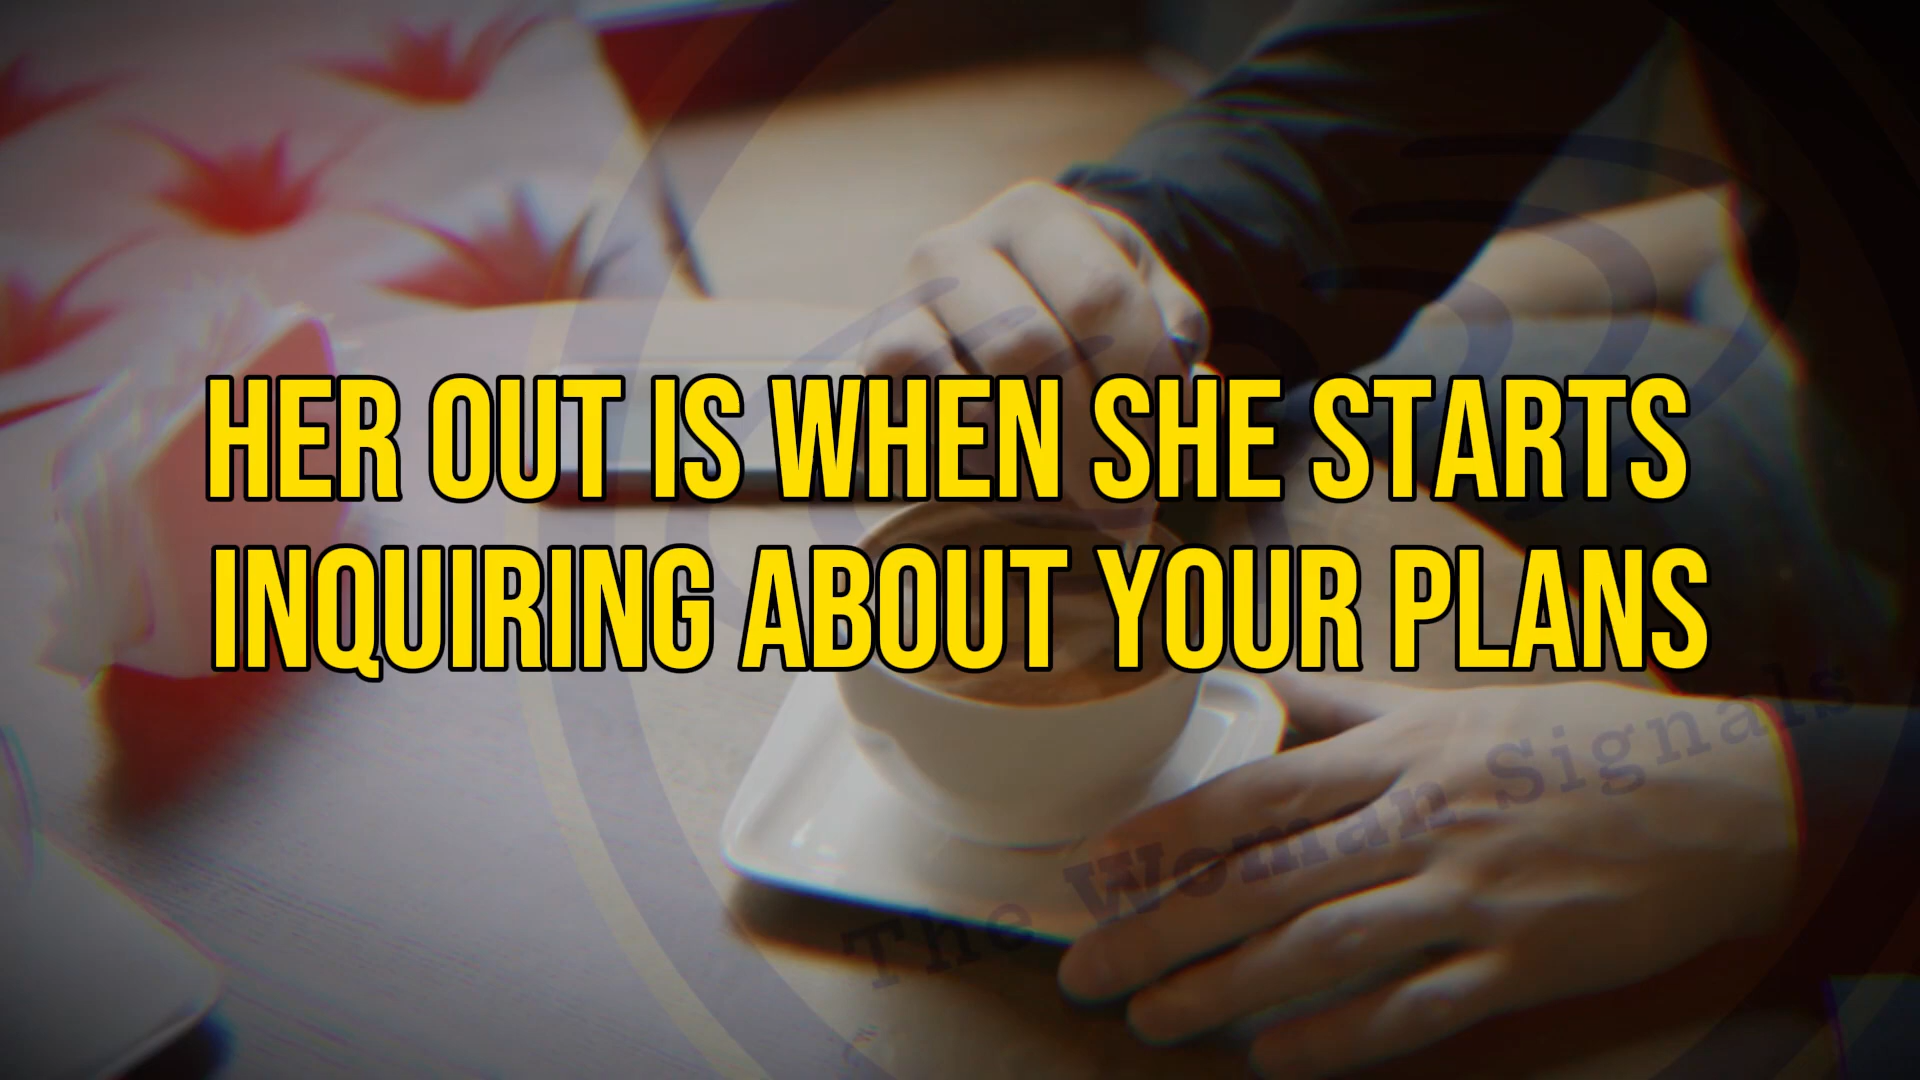 HER OUT IS WHEN SHE STARTS
INQUIRING ABOUT YOUR PLANS
The Woman Signals